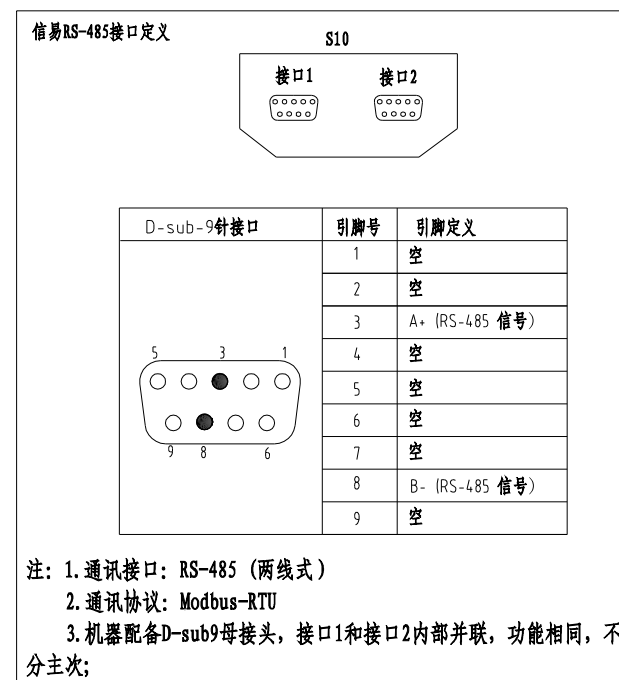 信易RS-485接口定义
S10
接口1 接口2
D-sub-9针接口 引脚号 引脚定义
1 空
2 空
3 A+ (RS-485 信号)
4 空
5 空
6 空
7 空
8 B- (RS-485 信号)
9 空
5 3 1
9 8 6
注: 1.通讯接口: RS-485 (两线式)
2.通讯协议: Modbus-RTU
3.机器配备D-sub9母接头, 接口1和接口2内部并联, 功能相同, 不
分主次;